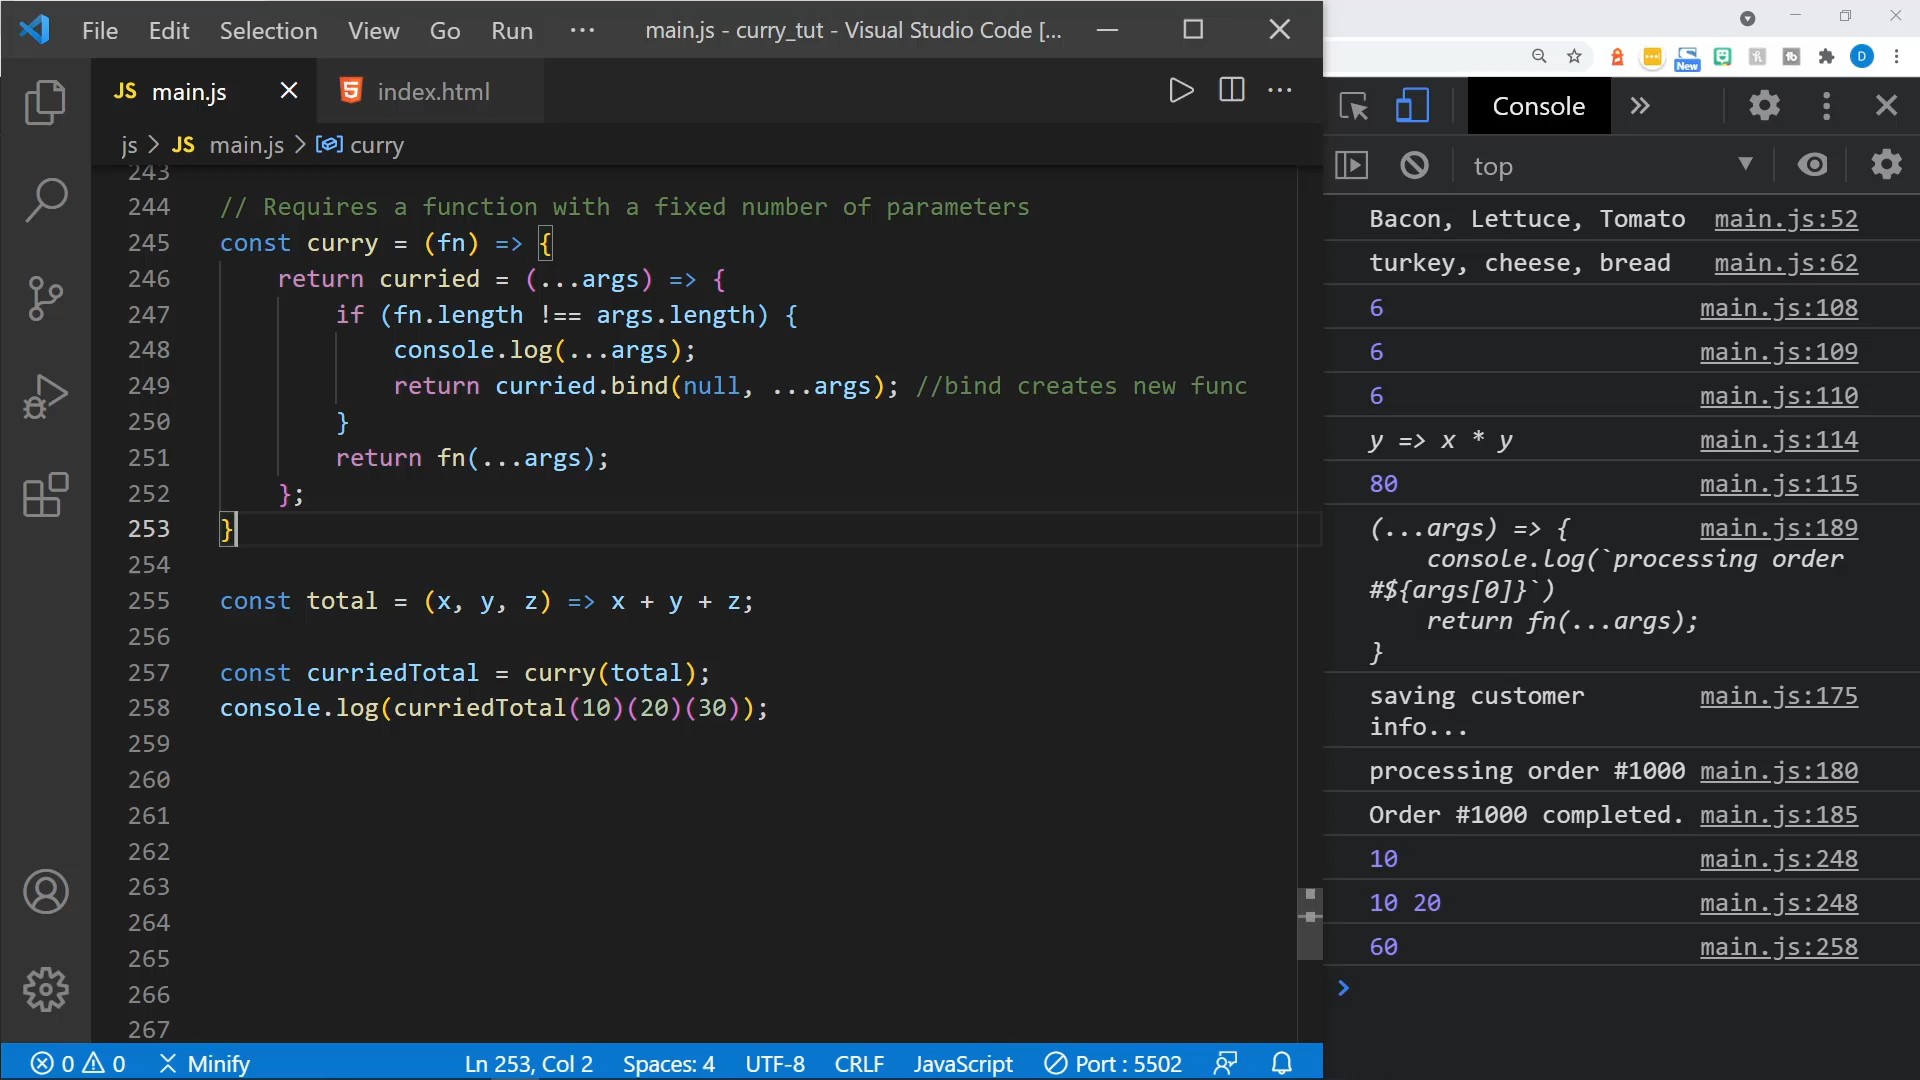 File Edit Selection View Go Run ··· main.js - curry_tut - Visual Studio Code [...
JS main.js index.html
js > JS main.js > curry
243
244 // Requires a function with a fixed number of parameters
245 const curry = (fn) => {
246 return curried = (...args) => {
247 if (fn.length !== args.length) {
248 console.log(...args);
249 return curried.bind(null, ...args); //bind creates new func
250 }
251 return fn(...args);
252 };
253 }
254
255 const total = (x, y, z) => x + y + z;
256
257 const curriedTotal = curry(total);
258 console.log(curriedTotal(10)(20)(30));
259
260
261
262
263
264
265
266
267
0 0 Minify Ln 253, Col 2 Spaces: 4 UTF-8 CRLF JavaScript Port : 5502
New D
Console »
top
Bacon, Lettuce, Tomato main.js:52
turkey, cheese, bread main.js:62
6 main.js:108
6 main.js:109
6 main.js:110
y => x * y main.js:114
80 main.js:115
(...args) => { main.js:189
console.log(`processing order
#${args[0]}`)
return fn(...args);
}
saving customer main.js:175
info...
processing order #1000 main.js:180
Order #1000 completed. main.js:185
10 main.js:248
10 20 main.js:248
60 main.js:258
>